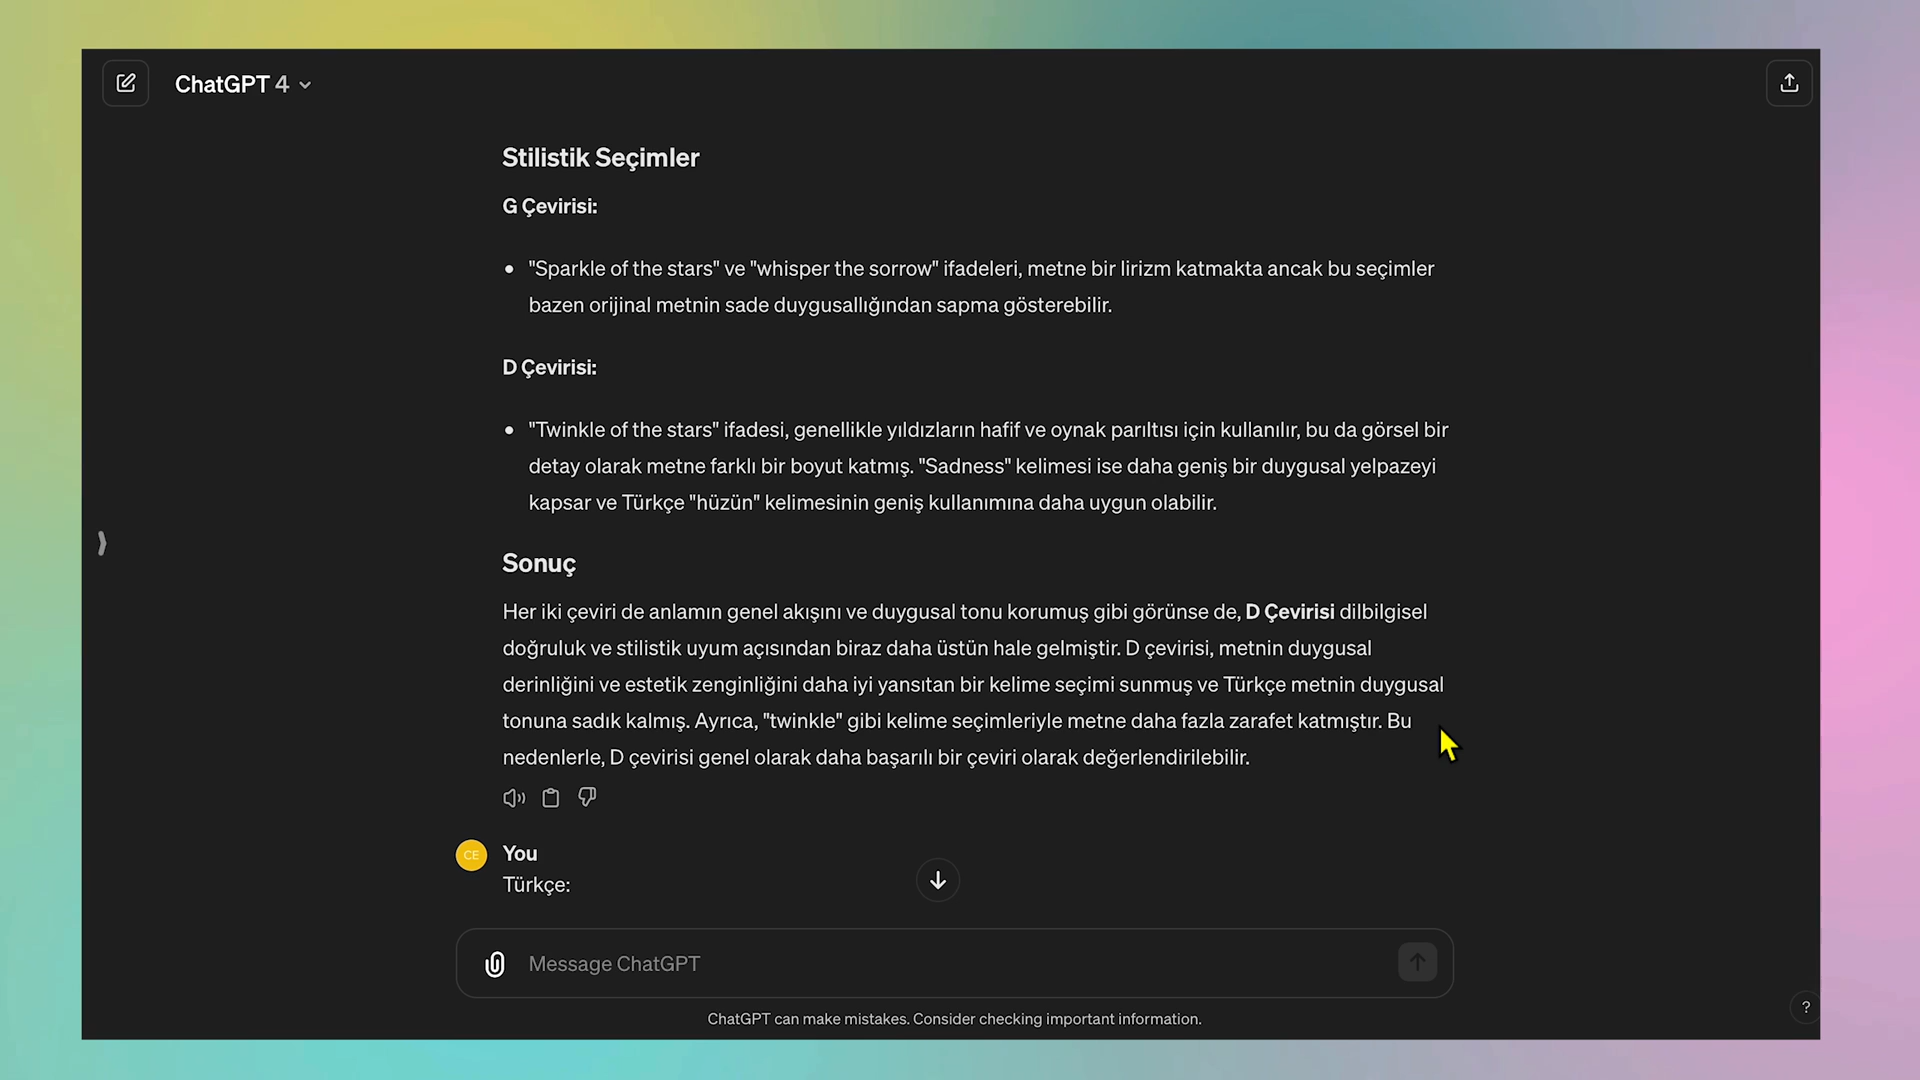 ChatGPT 4
Stilistik Seçimler
G Çevirisi:
• "Sparkle of the stars" ve "whisper the sorrow" ifadeleri, metne bir lirizm katmakta ancak bu seçimler
bazen orijinal metnin sade duygusallığından sapma gösterebilir.
D Çevirisi:
• "Twinkle of the stars" ifadesi, genellikle yıldızların hafif ve oynak parıltısı için kullanılır, bu da görsel bir
detay olarak metne farklı bir boyut katmış. "Sadness" kelimesi ise daha geniş bir duygusal yelpazeyi
kapsar ve Türkçe "hüzün" kelimesinin geniş kullanımına daha uygun olabilir.
Sonuç
Her iki çeviri de anlamın genel akışını ve duygusal tonu korumuş gibi görünse de, D Çevirisi dilbilgisel
doğruluk ve stilistik uyum açısından biraz daha üstün hale gelmiştir. D çevirisi, metnin duygusal
derinliğini ve estetik zenginliğini daha iyi yansıtan bir kelime seçimi sunmuş ve Türkçe metnin duygusal
tonuna sadık kalmış. Ayrıca, "twinkle" gibi kelime seçimleriyle metne daha fazla zarafet katmıştır. Bu
nedenlerle, D çevirisi genel olarak daha başarılı bir çeviri olarak değerlendirilebilir.
CE
You
Türkçe:
Message ChatGPT
ChatGPT can make mistakes. Consider checking important information.
?